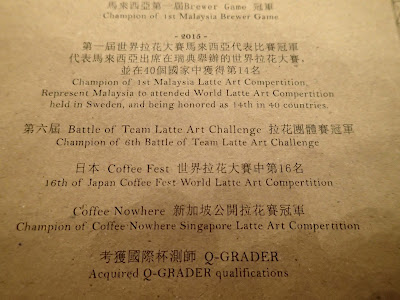 馬來西亞第一屆Brewer Game 冠軍
Champion of 1st Malaysia Brewer Game
- 2015 -
第一屆世界拉花大賽馬來西亞代表比賽冠軍
代表馬來西亞出席在瑞典舉辦的世界拉花大賽,
並在40個國家中獲得第14名
Champion of 1st Malaysia Latte Art Compertition,
Represent Malaysia to attended World Latte Art Compertition
held in Sweden, and being honored as 14th in 40 countries.
第六屆 Battle of Team Latte Art Challenge 拉花團體賽冠軍
Champion of 6th Battle of Team Latte Art Challenge
日本 Coffee Fest 世界拉花大賽中第16名
16th of Japan Coffee Fest World Latte Art Compertition
Coffee Nowhere 新加坡公開拉花賽冠軍
Champion of Coffee Nowhere Singapore Latte Art Compertition
考獲國際杯測師 Q-GRADER
Acquired Q-GRADER qualifications